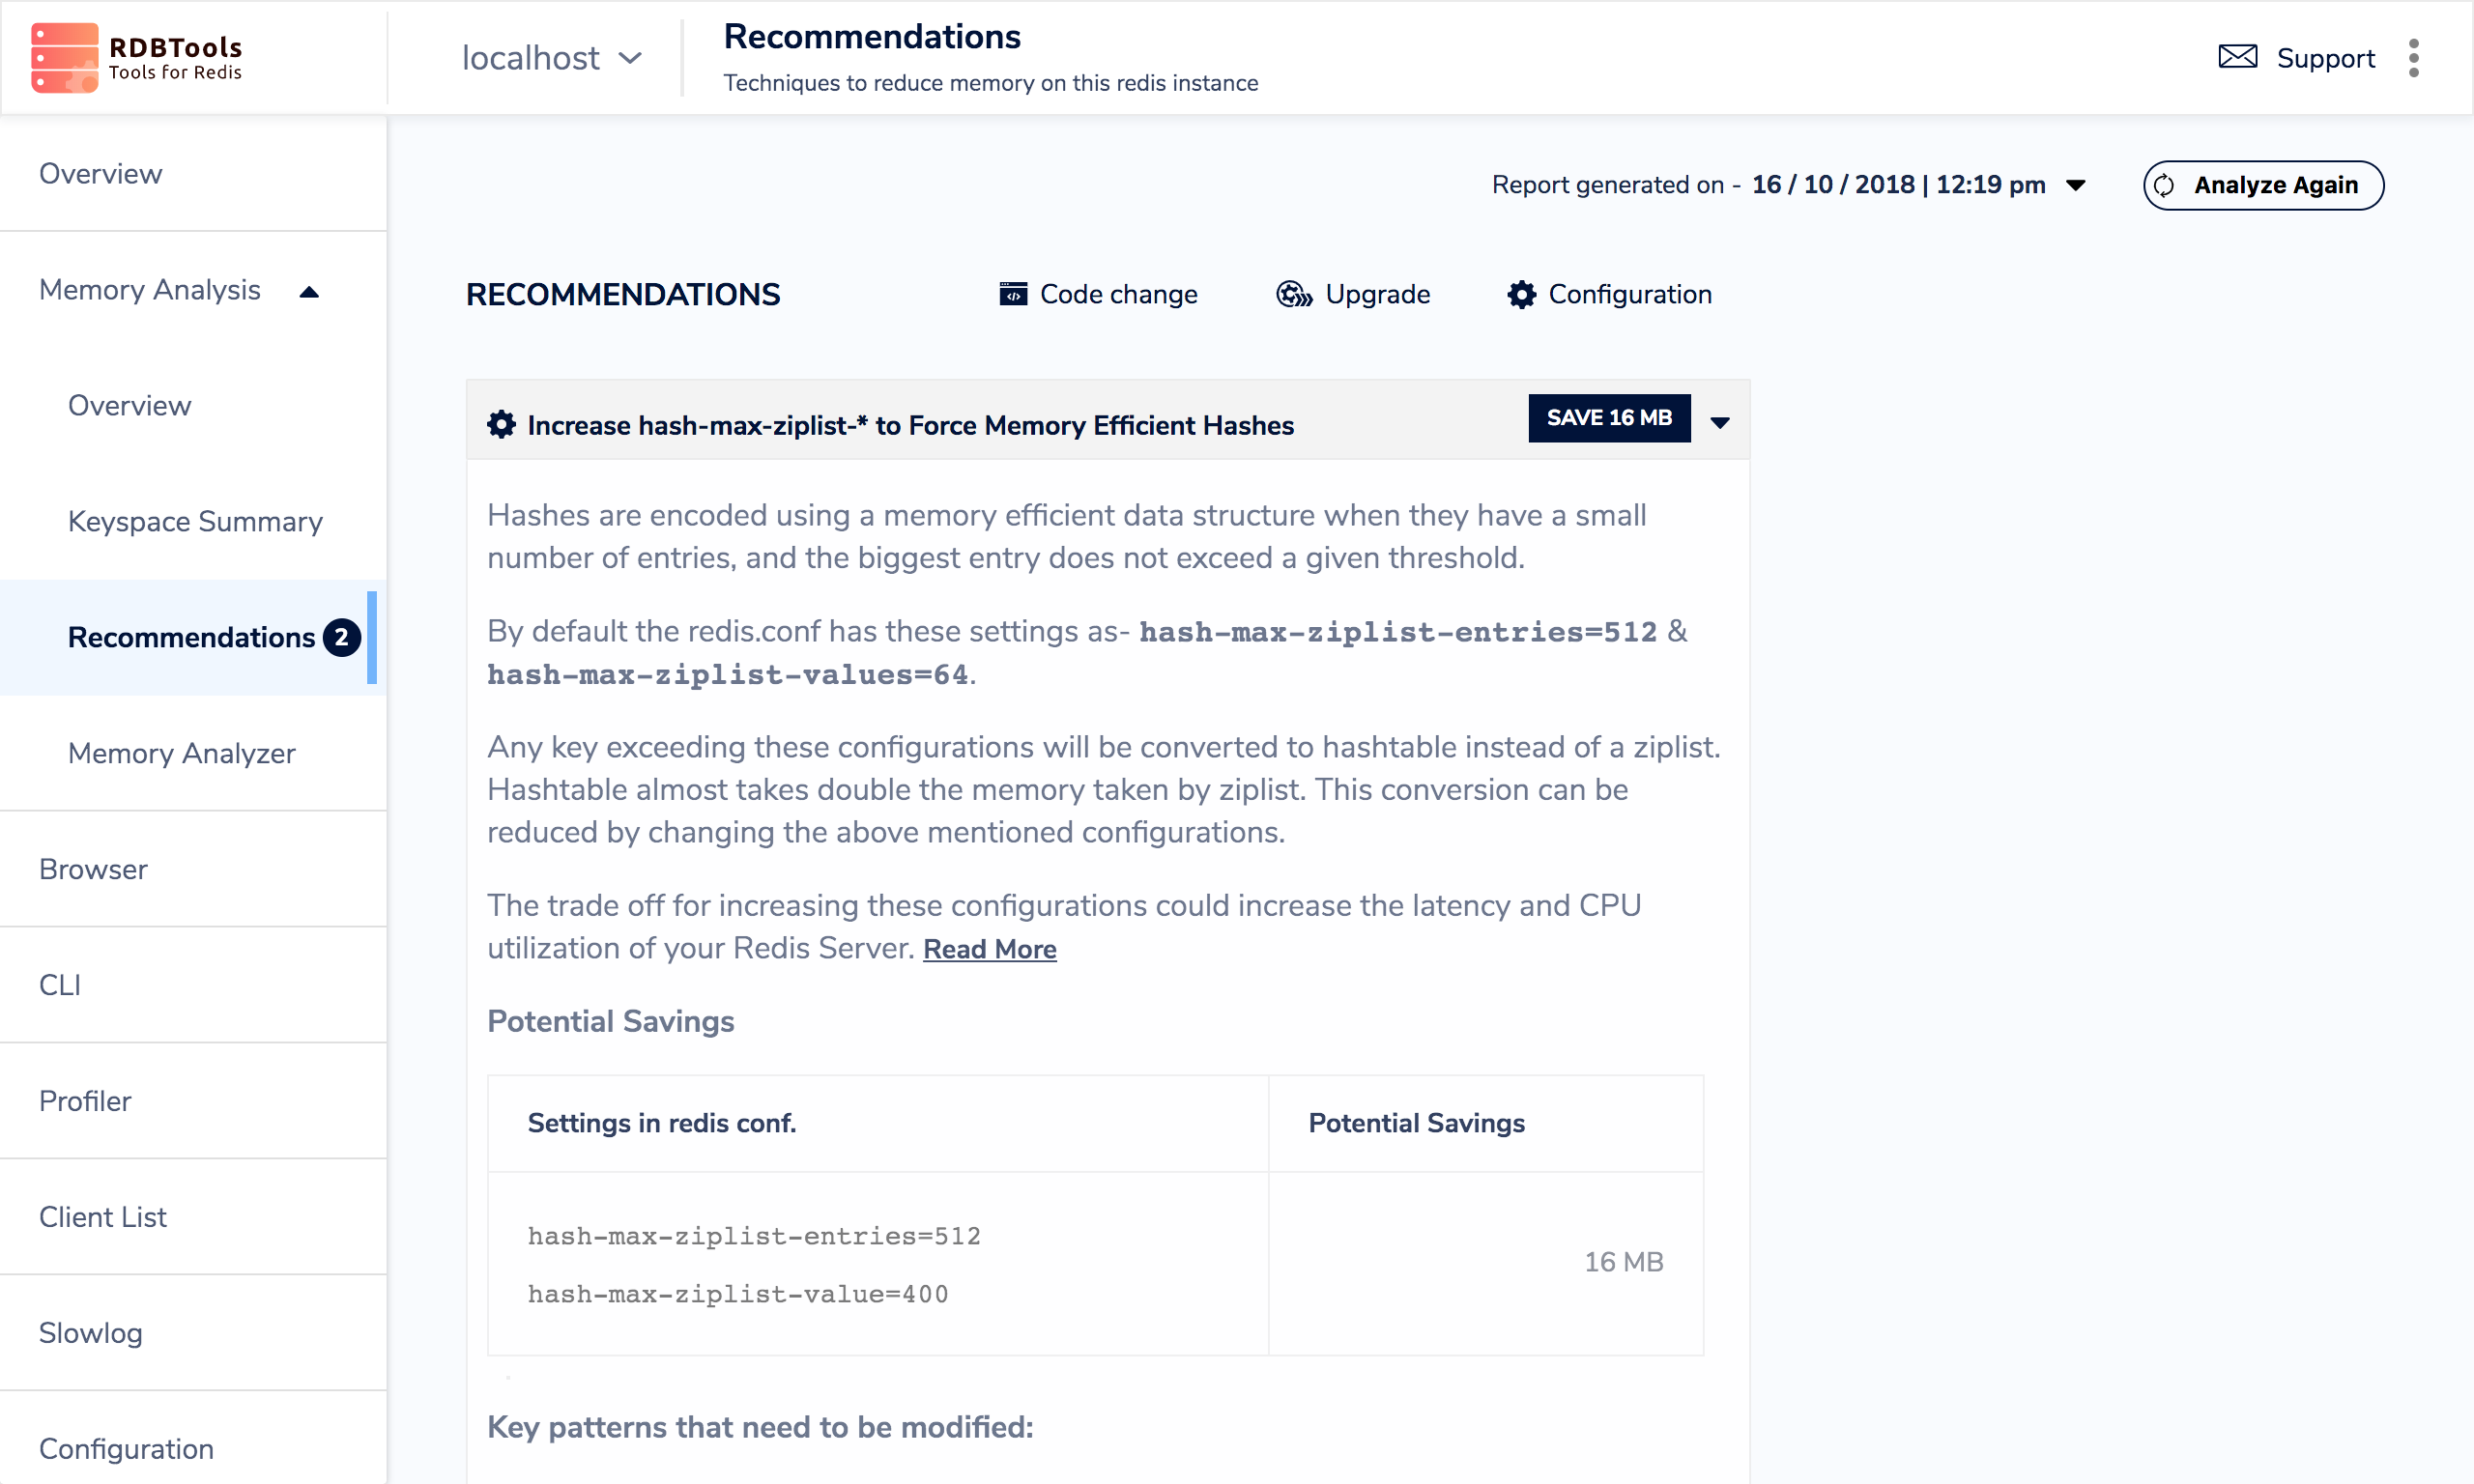 RDBTools
Tools for Redis
localhost
Recommendations
Techniques to reduce memory on this redis instance
Support
Overview
Memory Analysis
Overview
Keyspace Summary
Recommendations 2
Memory Analyzer
Browser
CLI
Profiler
Client List
Slowlog
Configuration
Report generated on - 16 / 10 / 2018 | 12:19 pm
Analyze Again
RECOMMENDATIONS
Code change
Upgrade
Configuration
Increase hash-max-ziplist-* to Force Memory Efficient Hashes
SAVE 16 MB
Hashes are encoded using a memory efficient data structure when they have a small
number of entries, and the biggest entry does not exceed a given threshold.
By default the redis.conf has these settings as- hash-max-ziplist-entries=512 &
hash-max-ziplist-values=64.
Any key exceeding these configurations will be converted to hashtable instead of a ziplist.
Hashtable almost takes double the memory taken by ziplist. This conversion can be
reduced by changing the above mentioned configurations.
The trade off for increasing these configurations could increase the latency and CPU
utilization of your Redis Server. Read More
Potential Savings
Settings in redis conf.
Potential Savings
hash-max-ziplist-entries=512
hash-max-ziplist-value=400
16 MB
Key patterns that need to be modified: